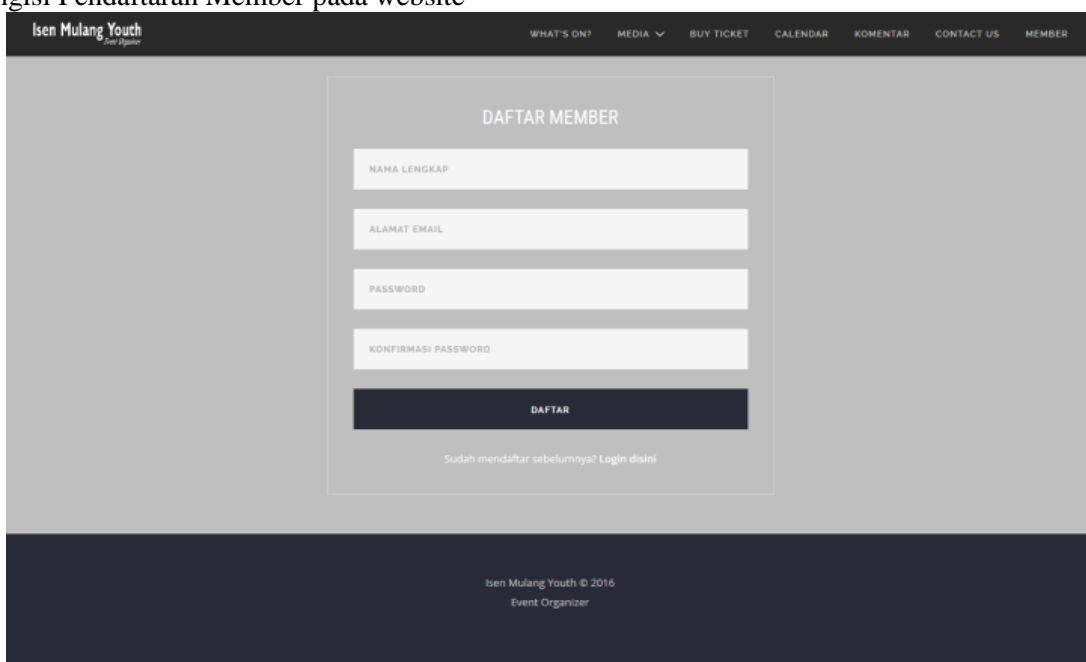 Pendaftaran Member pada website
Isen Mulang Youth
Event Organizer
WHAT'S ON?
MEDIA
BUY TICKET
CALENDAR
KOMENTAR
CONTACT US
MEMBER
DAFTAR MEMBER
NAMA LENGKAP
ALAMAT EMAIL
PASSWORD
KONFIRMASI PASSWORD
DAFTAR
Sudah mendaftar sebelumnya? Login disini
Isen Mulang Youth © 2016
Event Organizer